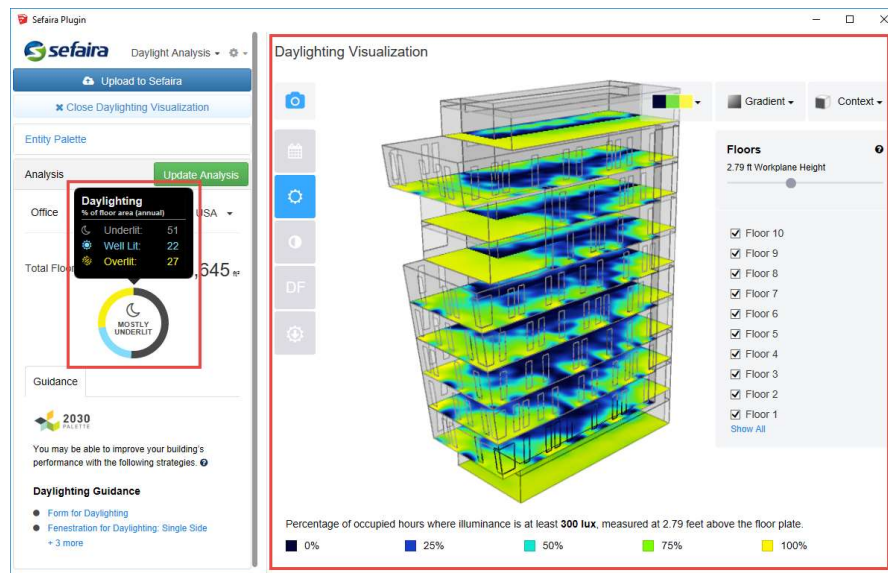 Sefaira Plugin
sefaira
Daylight Analysis
Upload to Sefaira
✖ Close Daylighting Visualization
Entity Palette
Analysis
Update Analysis
Office
USA
Daylighting
% of floor area (annual)
Underlit: 51
Well Lit: 22
Overlit: 27
Total Floor
,645 ft²
MOSTLY
UNDERLIT
Guidance
2030
PALETTE
You may be able to improve your building's
performance with the following strategies.
Daylighting Guidance
Form for Daylighting
Fenestration for Daylighting: Single Side
+ 3 more
Daylighting Visualization
DF
Gradient
Context
Floors
2.79 ft Workplane Height
Floor 10
Floor 9
Floor 8
Floor 7
Floor 6
Floor 5
Floor 4
Floor 3
Floor 2
Floor 1
Show All
Percentage of occupied hours where illuminance is at least 300 lux, measured at 2.79 feet above the floor plate.
0% 25% 50% 75% 100%